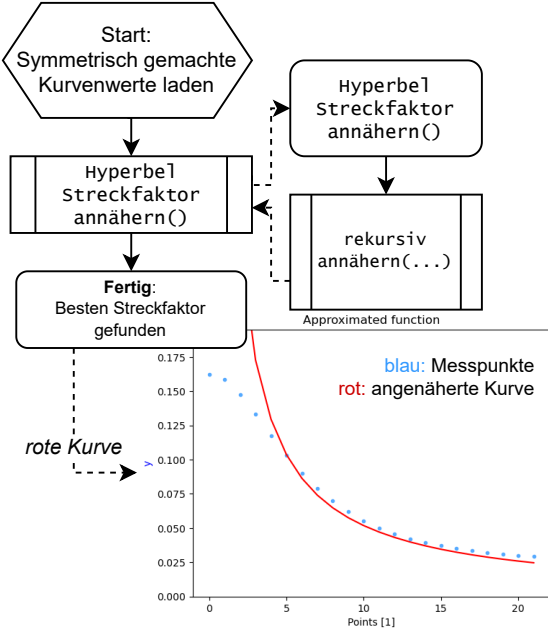 Start:
Symmetrisch gemachte
Kurvenwerte laden
Hyperbel
Streckfaktor
annähern()
Hyperbel
Streckfaktor
annähern()
rekursiv
annähern(...)
Fertig:
Besten Streckfaktor
gefunden
rote Kurve
Approximated function
blau: Messpunkte
rot: angenäherte Kurve
y
0.175
0.150
0.125
0.100
0.075
0.050
0.025
0.000
0 5 10 15 20
Points [1]